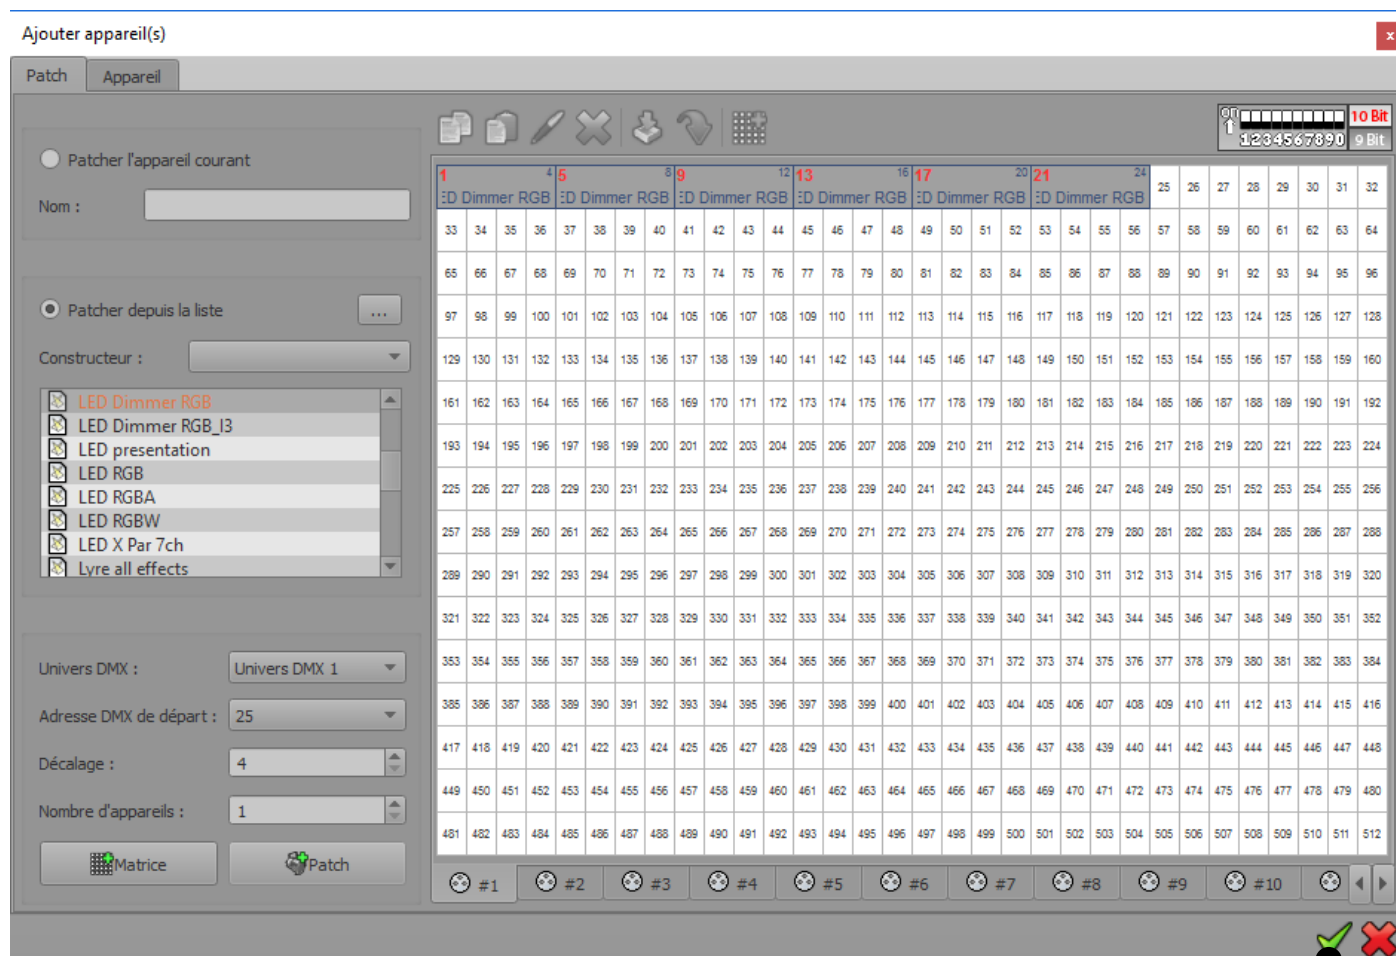 Ajouter appareil(s)
x
Patch Appareil
Patcher l'appareil courant
Nom :
Patcher depuis la liste ...
Constructeur :
LED Dimmer RGB
LED Dimmer RGB_I3
LED presentation
LED RGB
LED RGBA
LED RGBW
LED X Par 7ch
Lyre all effects
Univers DMX : Univers DMX 1
Adresse DMX de départ : 25
Décalage : 4
Nombre d'appareils : 1
Matrice Patch
on 10 Bit
1234567890 9 Bit
1 4 5 8 9 12 13 16 17 20 21 24 25 26 27 28 29 30 31 32
ED Dimmer RGB ED Dimmer RGB ED Dimmer RGB ED Dimmer RGB ED Dimmer RGB ED Dimmer RGB
33 34 35 36 37 38 39 40 41 42 43 44 45 46 47 48 49 50 51 52 53 54 55 56 57 58 59 60 61 62 63 64
65 66 67 68 69 70 71 72 73 74 75 76 77 78 79 80 81 82 83 84 85 86 87 88 89 90 91 92 93 94 95 96
97 98 99 100 101 102 103 104 105 106 107 108 109 110 111 112 113 114 115 116 117 118 119 120 121 122 123 124 125 126 127 128
129 130 131 132 133 134 135 136 137 138 139 140 141 142 143 144 145 146 147 148 149 150 151 152 153 154 155 156 157 158 159 160
161 162 163 164 165 166 167 168 169 170 171 172 173 174 175 176 177 178 179 180 181 182 183 184 185 186 187 188 189 190 191 192
193 194 195 196 197 198 199 200 201 202 203 204 205 206 207 208 209 210 211 212 213 214 215 216 217 218 219 220 221 222 223 224
225 226 227 228 229 230 231 232 233 234 235 236 237 238 239 240 241 242 243 244 245 246 247 248 249 250 251 252 253 254 255 256
257 258 259 260 261 262 263 264 265 266 267 268 269 270 271 272 273 274 275 276 277 278 279 280 281 282 283 284 285 286 287 288
289 290 291 292 293 294 295 296 297 298 299 300 301 302 303 304 305 306 307 308 309 310 311 312 313 314 315 316 317 318 319 320
321 322 323 324 325 326 327 328 329 330 331 332 333 334 335 336 337 338 339 340 341 342 343 344 345 346 347 348 349 350 351 352
353 354 355 356 357 358 359 360 361 362 363 364 365 366 367 368 369 370 371 372 373 374 375 376 377 378 379 380 381 382 383 384
385 386 387 388 389 390 391 392 393 394 395 396 397 398 399 400 401 402 403 404 405 406 407 408 409 410 411 412 413 414 415 416
417 418 419 420 421 422 423 424 425 426 427 428 429 430 431 432 433 434 435 436 437 438 439 440 441 442 443 444 445 446 447 448
449 450 451 452 453 454 455 456 457 458 459 460 461 462 463 464 465 466 467 468 469 470 471 472 473 474 475 476 477 478 479 480
481 482 483 484 485 486 487 488 489 490 491 492 493 494 495 496 497 498 499 500 501 502 503 504 505 506 507 508 509 510 511 512
#1 #2 #3 #4 #5 #6 #7 #8 #9 #10